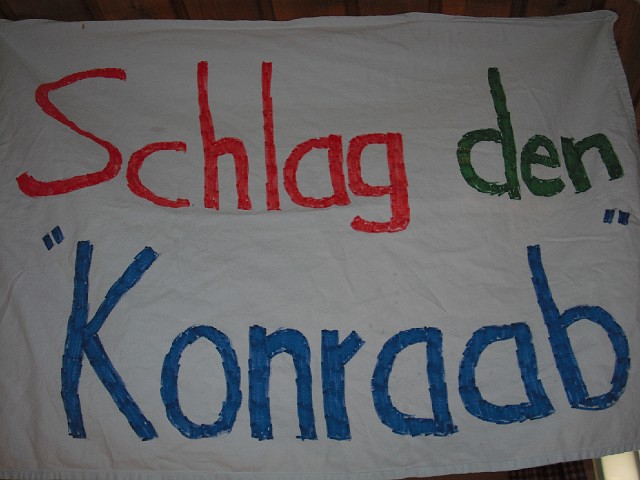 Schlag den
"Konraab"